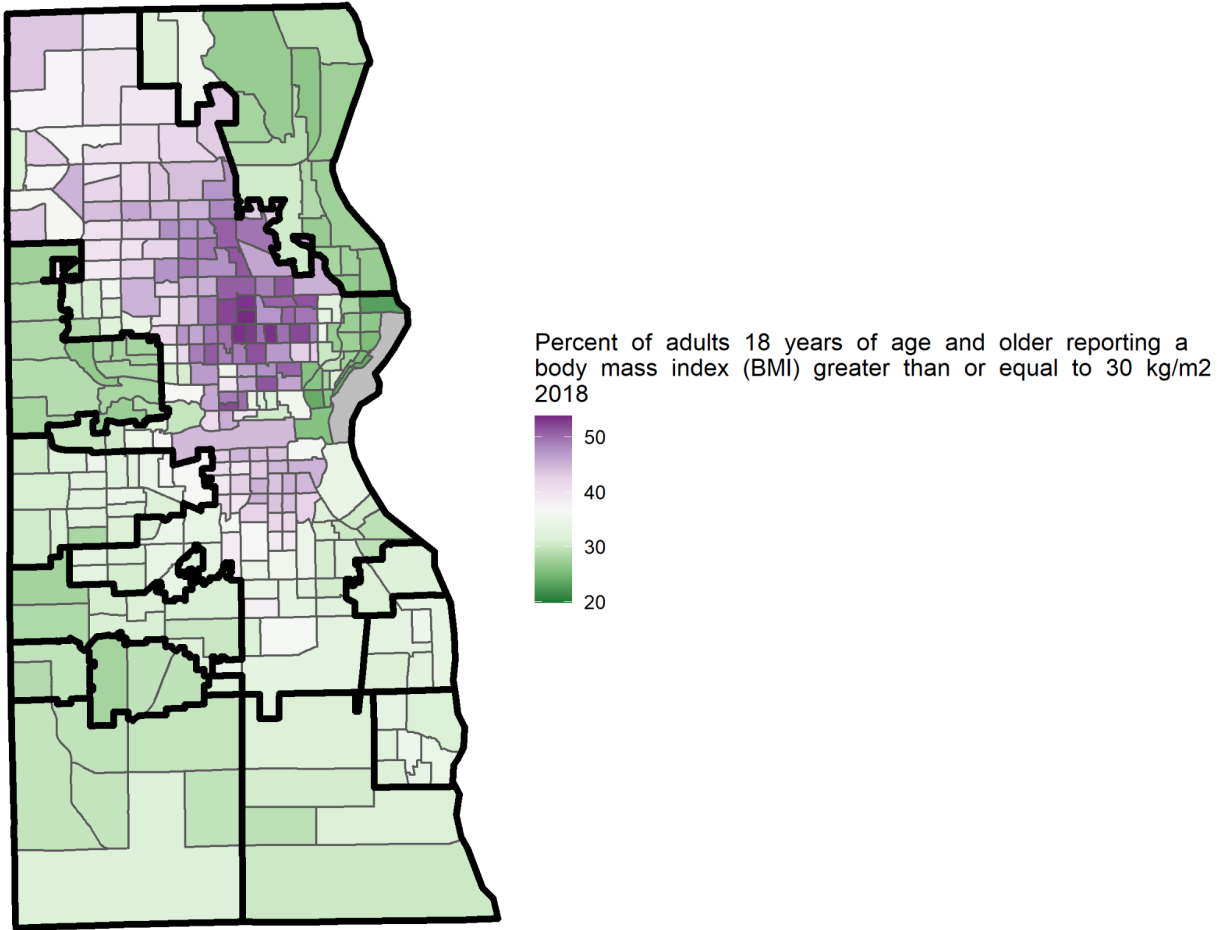 Percent of adults 18 years of age and older reporting a
body mass index (BMI) greater than or equal to 30 kg/m2
2018
50
40
30
20